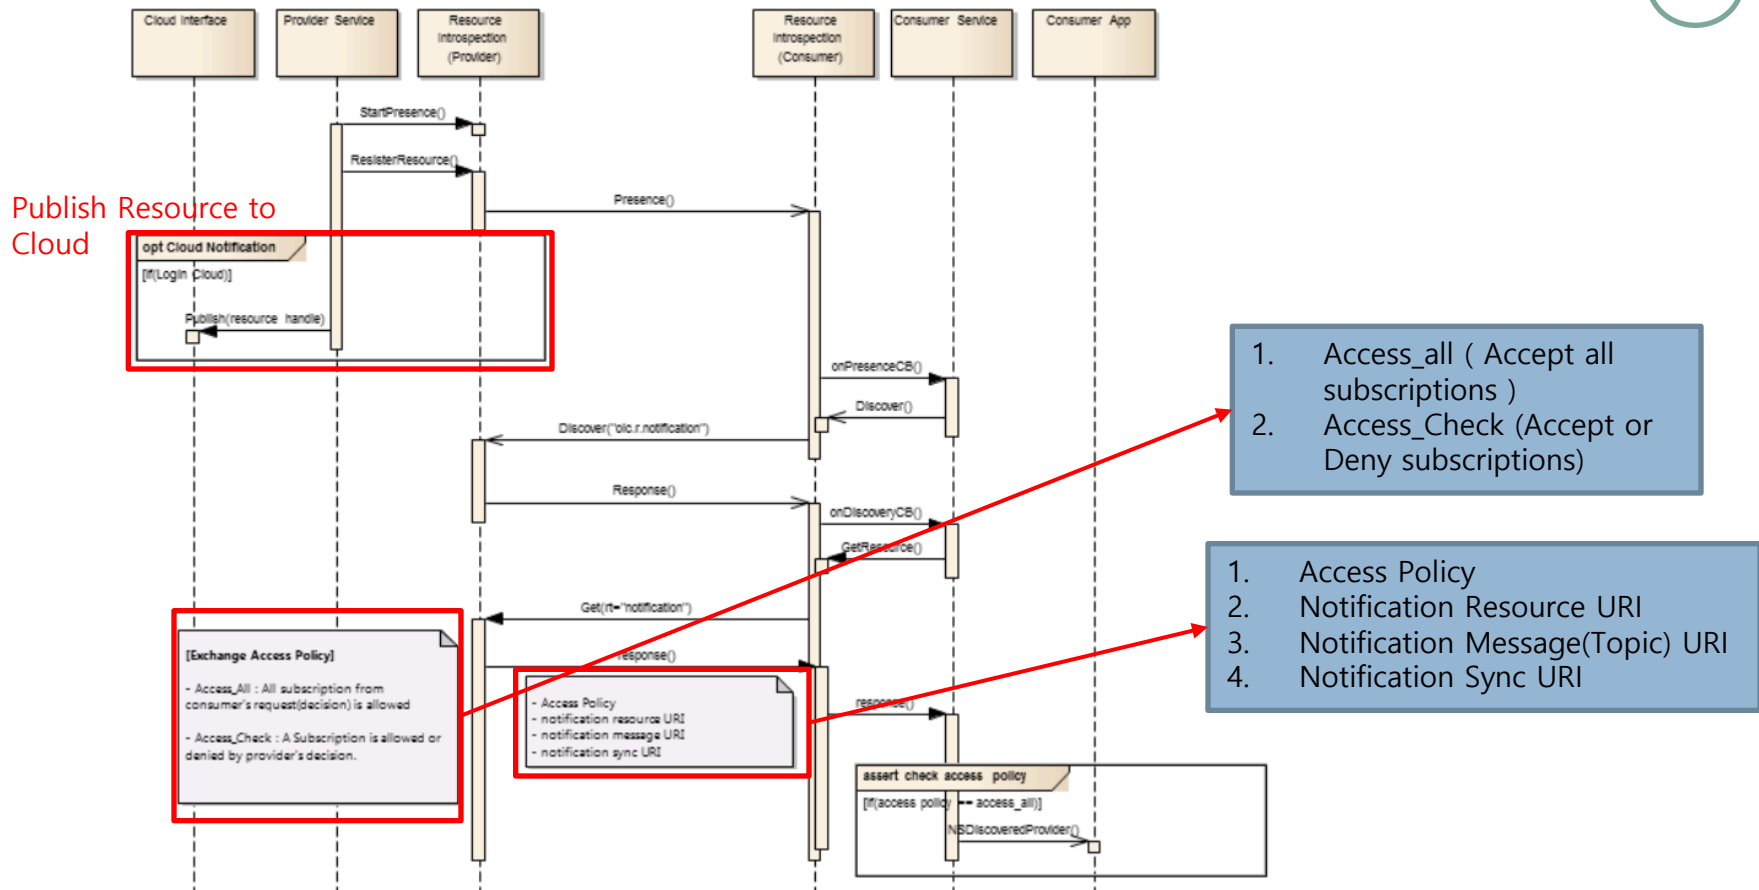 Cloud Interface
Provider Service
Resource
Introspection
(Provider)
Resource
Introspection
(Consumer)
Consumer Service
Consumer App
StartPresence()
ResisterResource()
Presence()
Publish Resource to
Cloud
opt Cloud Notification
[if(Login Cloud)]
Publish(resource handle)
onPresenceCB()
Discover()
Discover("oic.r.notification")
Response()
onDiscoveryCB()
GetResource()
Get(rt="notification")
response()
response()
1. Access_all ( Accept all
subscriptions )
2. Access_Check (Accept or
Deny subscriptions)
1. Access Policy
2. Notification Resource URI
3. Notification Message(Topic) URI
4. Notification Sync URI
[Exchange Access Policy]
- Access_All : All subscription from
consumer's request(decision) is allowed
- Access_Check : A Subscription is allowed or
denied by provider's decision.
- Access Policy
- notification resource URI
- notification message URI
- notification sync URI
assert check access policy
[if(access policy == access_all)]
NSDiscoveredProvider()